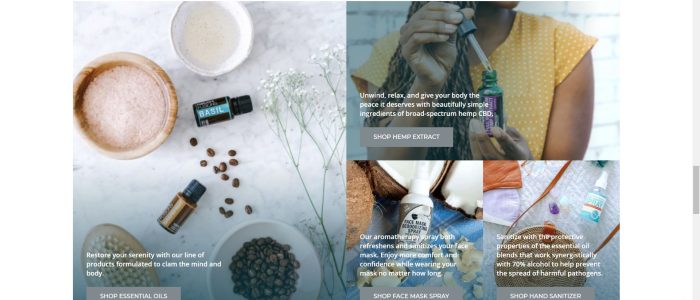 BASIL
Restore your serenity with our line of
products formulated to clam the mind and
body.
SHOP ESSENTIAL OILS
Unwind, relax, and give your body the
peace it deserves with beautifully simple
ingredients of broad-spectrum hemp CBD.
SHOP HEMP EXTRACT
FACE MASK
DEODORIZING
SPRAY
Our aromatherapy spray both
refreshens and sanitizes your face
mask. Enjoy more comfort and
confidence while wearing your
mask no matter how long.
SHOP FACE MASK SPRAY
Sanitize with the protective
properties of the essential oil
blends that work synergistically
with 70% alcohol to help prevent
the spread of harmful pathogens.
SHOP HAND SANITIZER